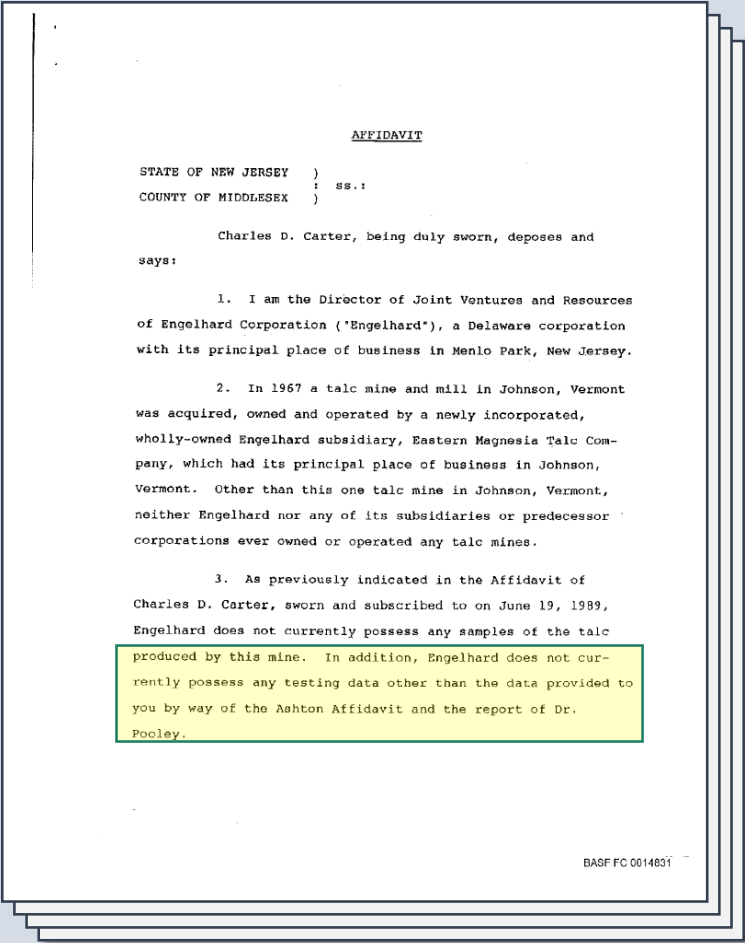 AFFIDAVIT
STATE OF NEW JERSEY )
: ss.:
COUNTY OF MIDDLESEX )
Charles D. Carter, being duly sworn, deposes and
says:
1. I am the Director of Joint Ventures and Resources
of Engelhard Corporation ("Engelhard"), a Delaware corporation
with its principal place of business in Menlo Park, New Jersey.
2. In 1967 a talc mine and mill in Johnson, Vermont
was acquired, owned and operated by a newly incorporated,
wholly-owned Engelhard subsidiary, Eastern Magnesia Talc Com-
pany, which had its principal place of business in Johnson,
Vermont. Other than this one talc mine in Johnson, Vermont,
neither Engelhard nor any of its subsidiaries or predecessor
corporations ever owned or operated any talc mines.
3. As previously indicated in the Affidavit of
Charles D. Carter, sworn and subscribed to on June 19, 1989,
Engelhard does not currently possess any samples of the talc
produced by this mine. In addition, Engelhard does not cur-
rently possess any testing data other than the data provided to
you by way of the Ashton Affidavit and the report of Dr.
Pooley.
BASF FC 0014831